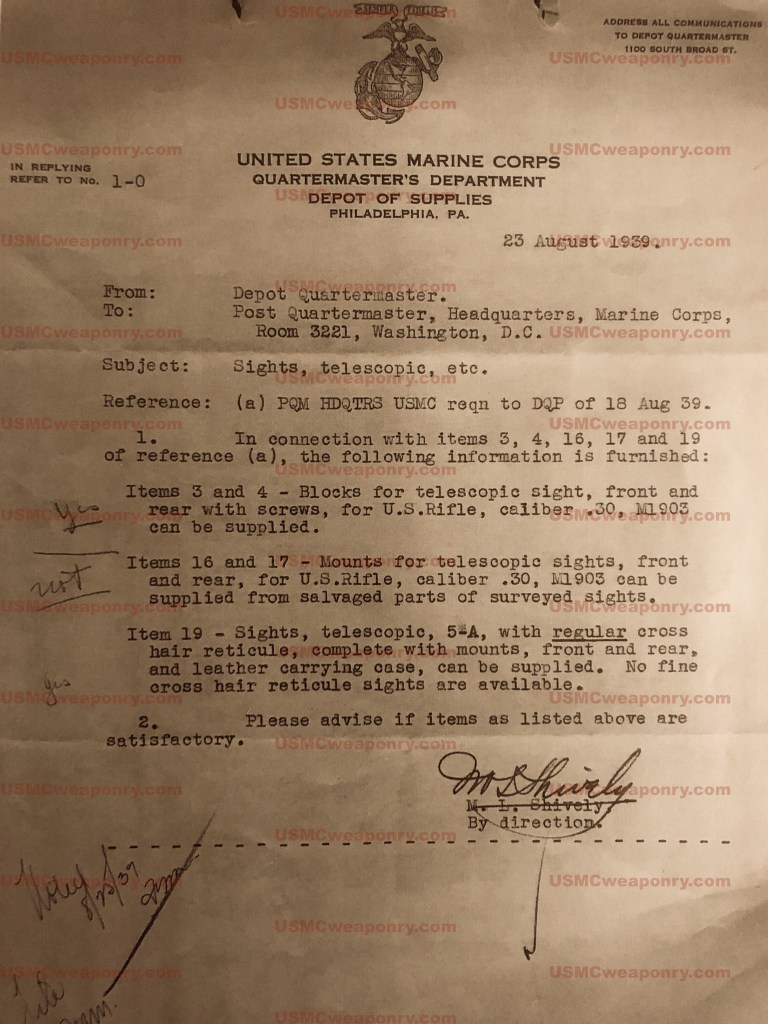 ADDRESS ALL COMMUNICATIONS
TO DEPOT QUARTERMASTER
1100 SOUTH BROAD ST.
IN REPLYING
REFER TO No. 1-0
UNITED STATES MARINE CORPS
QUARTERMASTER'S DEPARTMENT
DEPOT OF SUPPLIES
PHILADELPHIA, PA.
23 August 1939.
From: Depot Quartermaster.
To: Post Quartermaster, Headquarters, Marine Corps,
Room 3221, Washington, D.C.
Subject: Sights, telescopic, etc.
Reference: (a) PQM HDQTRS USMC reqn to DQP of 18 Aug 39.
1. In connection with items 3, 4, 16, 17 and 19
of reference (a), the following information is furnished:
Items 3 and 4 - Blocks for telescopic sight, front and
rear with screws, for U.S.Rifle, caliber .30, M1903
can be supplied.
yes
Items 16 and 17 - Mounts for telescopic sights, front
and rear, for U.S.Rifle, caliber .30, M1903 can be
supplied from salvaged parts of surveyed sights.
not
Item 19 - Sights, telescopic, 5-A, with regular cross
hair reticule, complete with mounts, front and rear,
and leather carrying case, can be supplied. No fine
cross hair reticule sights are available.
yes
2. Please advise if items as listed above are
satisfactory.
M L Shively
M. L. Shively
By direction.
File
USMCweaponry.com